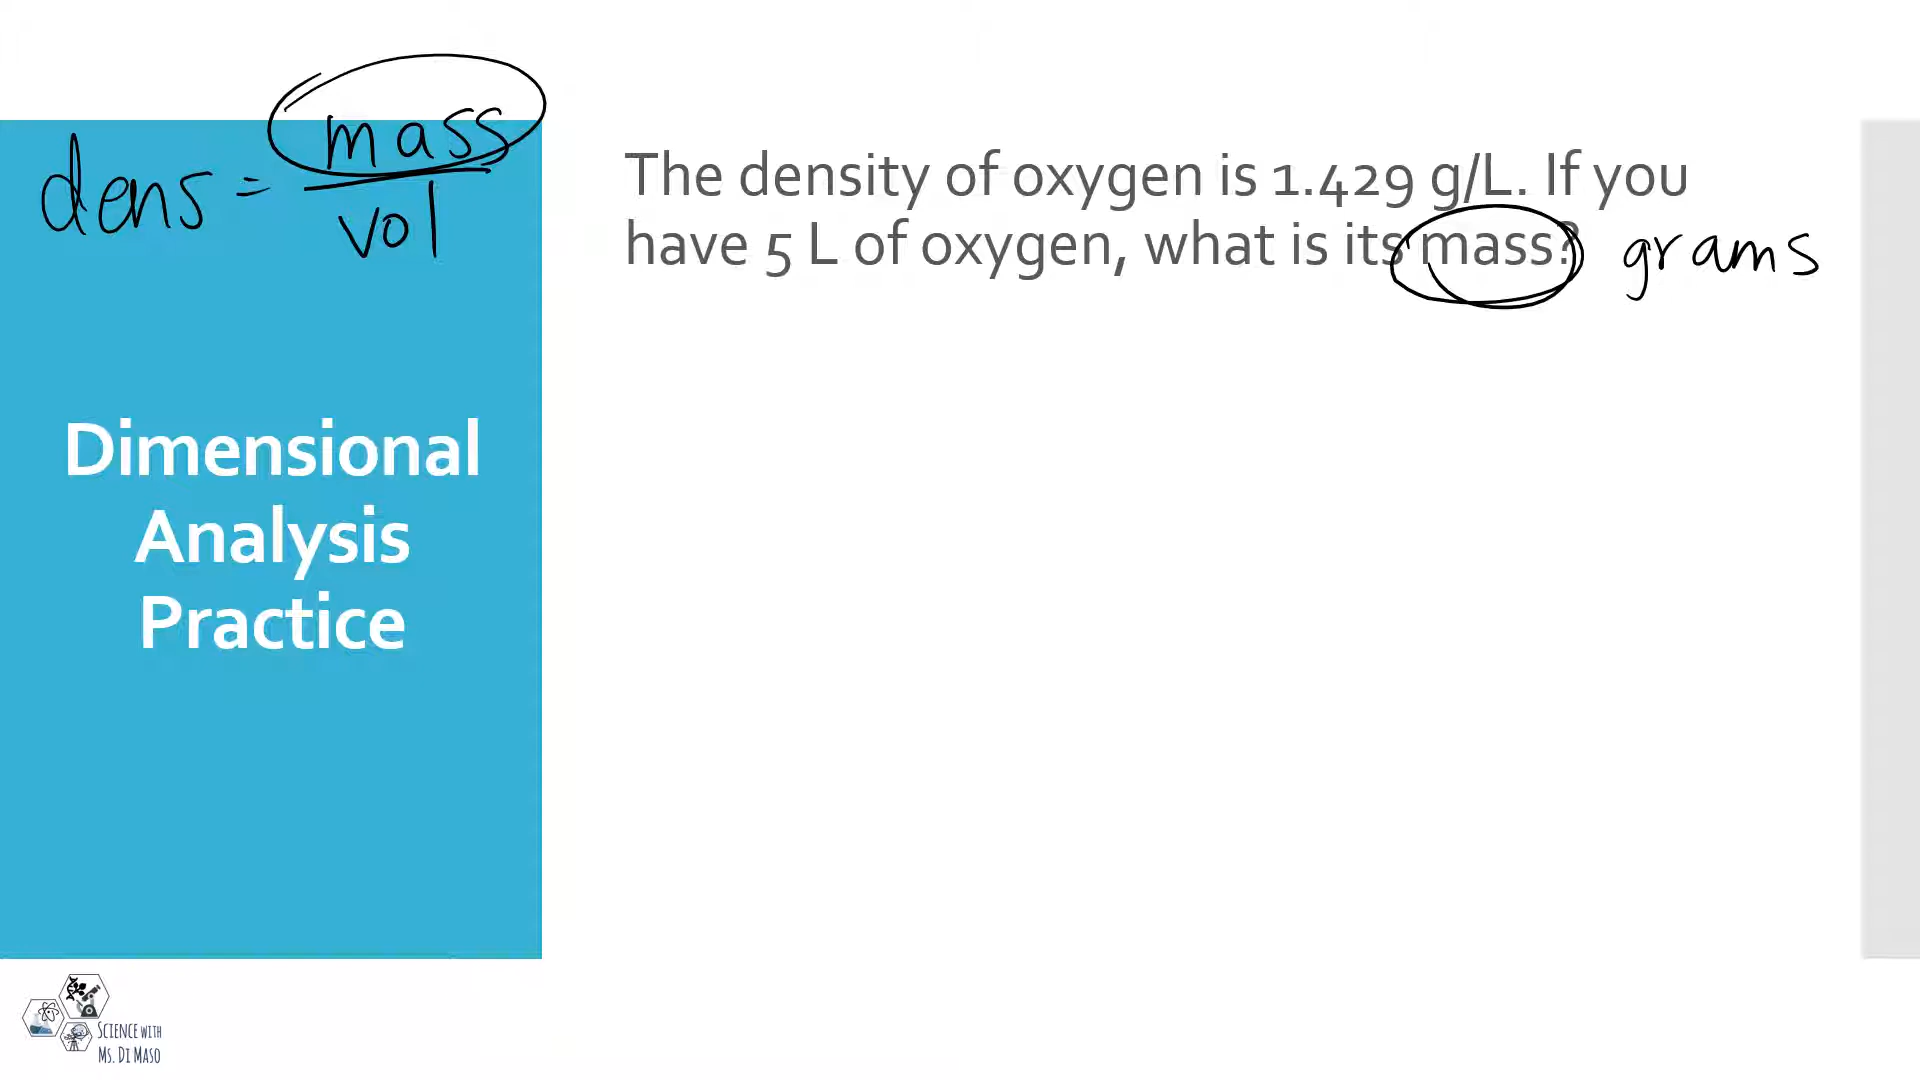 dens = mass
vol
The density of oxygen is 1.429 g/L. If you
have 5 L of oxygen, what is its mass? grams
Dimensional
Analysis
Practice
SCIENCE WITH
MS. DI MASO